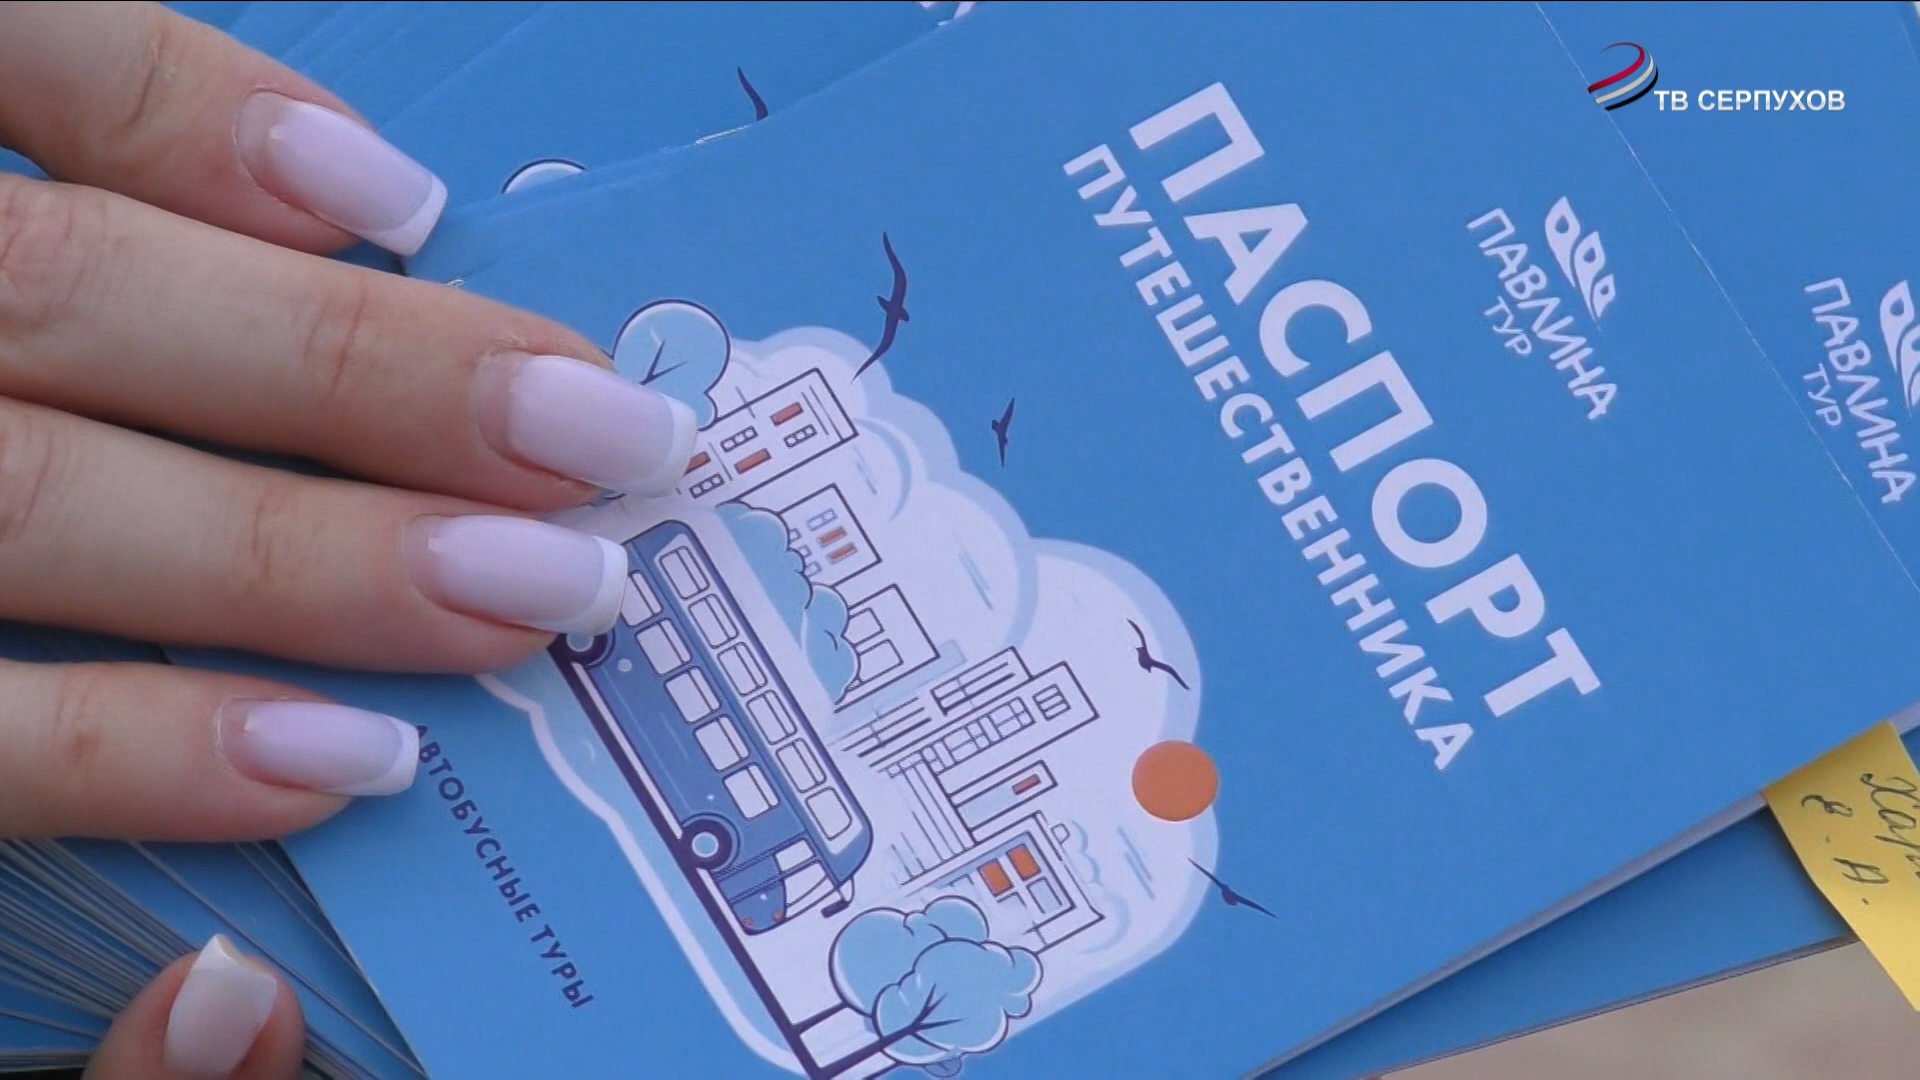 ТВ СЕРПУХОВ
ПАСПОРТ
ПУТЕШЕСТВЕННИКА
ПАВЛИНА
ТУР
ПАВЛИНА
ТУР
АВТОБУСНЫЕ ТУРЫ